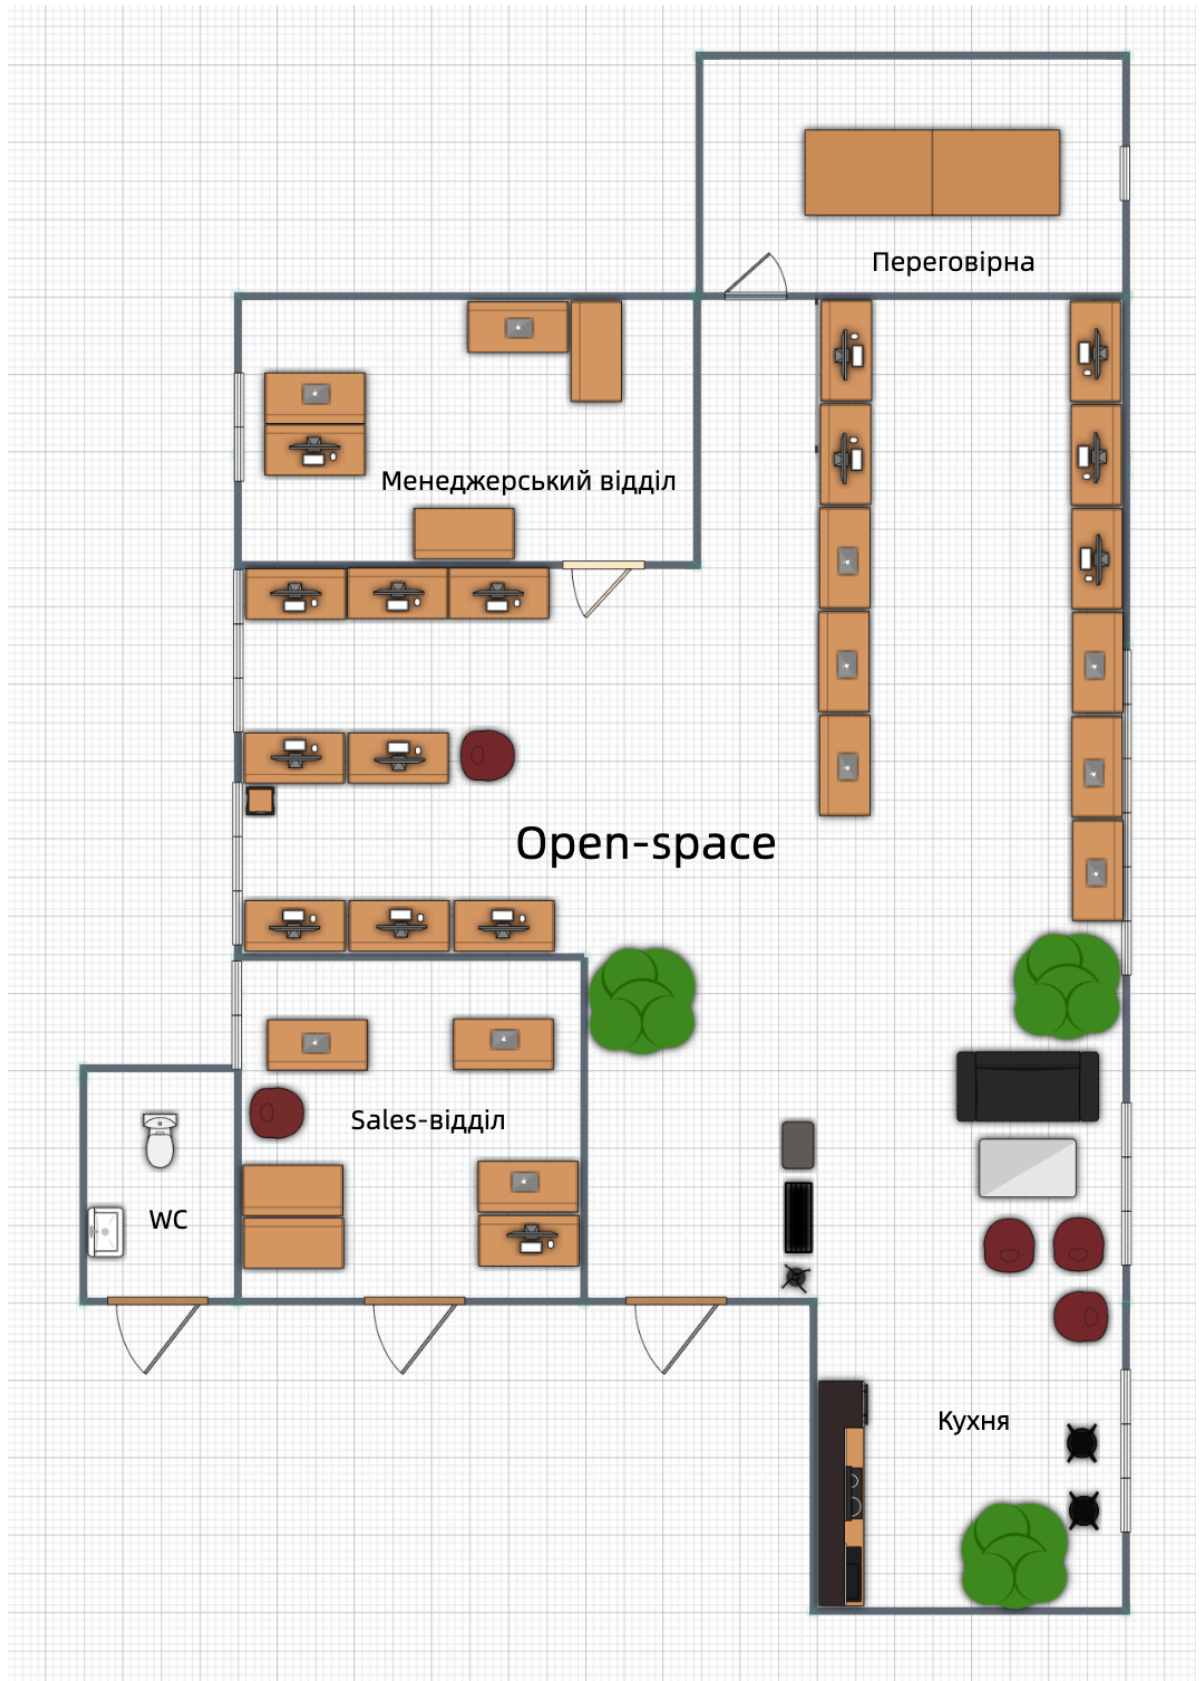 Переговірна
Менеджерський відділ
Open-space
Sales-відділ
WC
Кухня